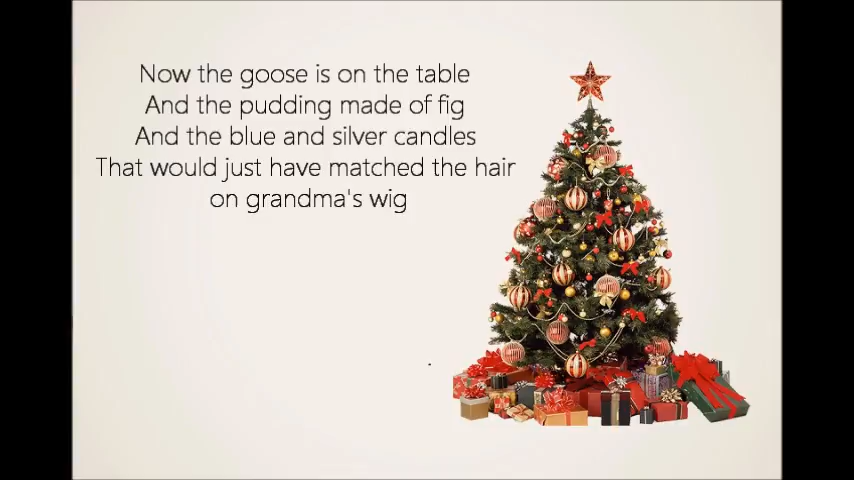 Now the goose is on the table
And the pudding made of fig
And the blue and silver candles
That would just have matched the hair
on grandma's wig